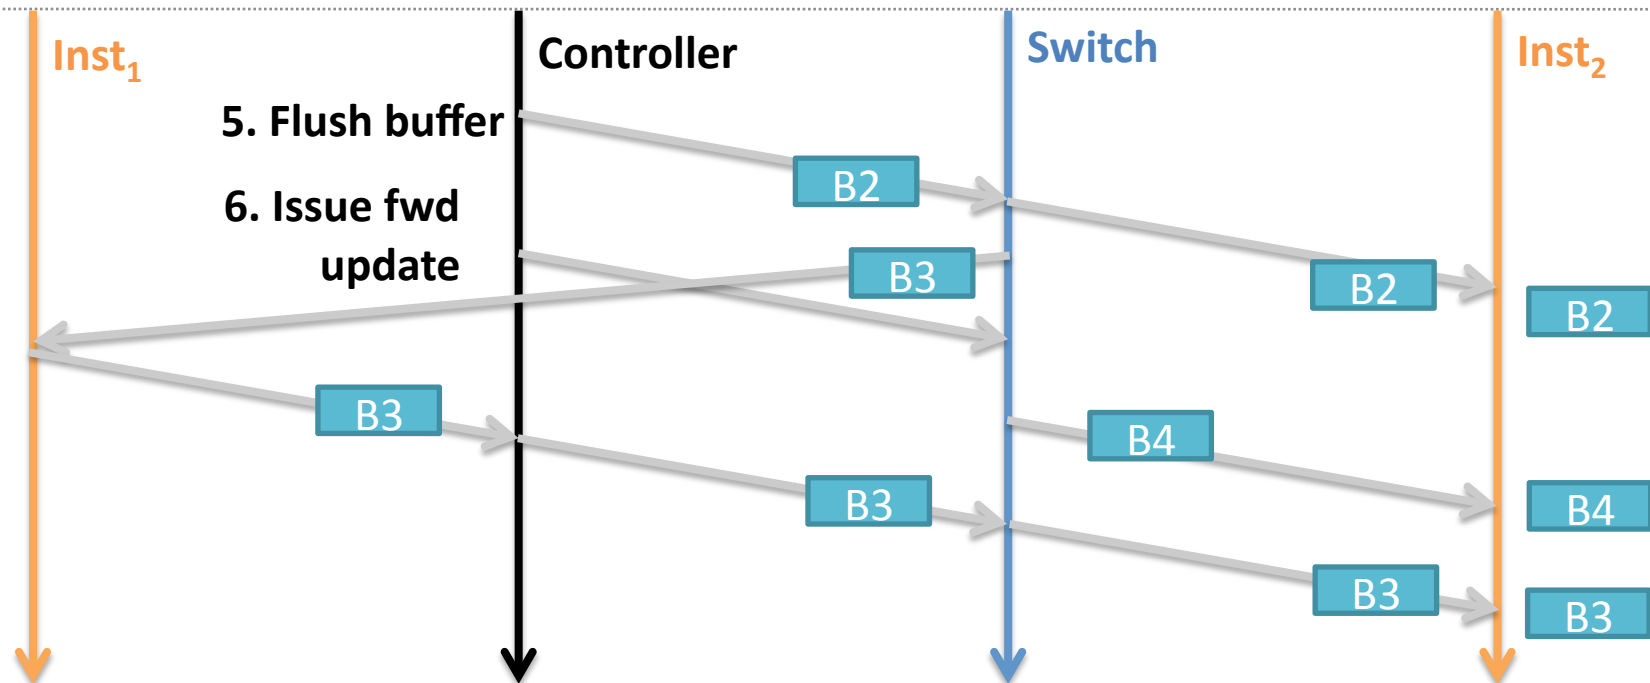 Inst₁
Controller
Switch
Inst₂
5. Flush buffer
B2
6. Issue fwd
update
B3
B2
B2
B3
B4
B3
B4
B3
B3